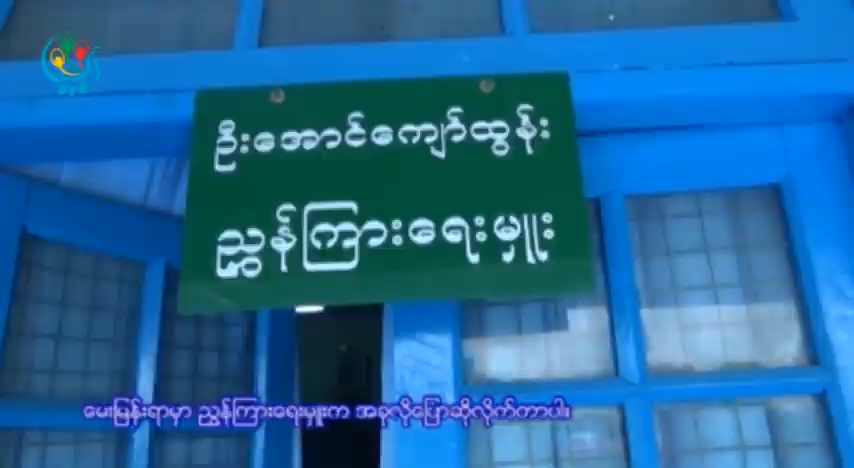 ဦးအောင်ကျော်ထွန်း
ညွှန်ကြားရေးမှူး
မေးမြန်းရာမှာ ညွှန်ကြားရေးမှူးက အခုလိုပြောဆိုလိုက်တာပါ။